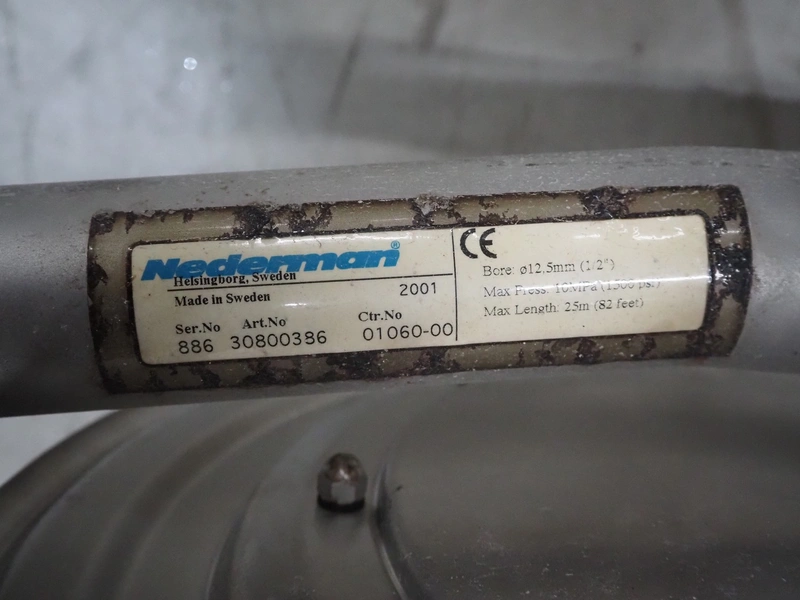 Nederman®
Helsingborg, Sweden
Made in Sweden 2001
Ser.No Art.No Ctr.No
886 30800386 01060-00
CE
Bore: ø12,5mm (1/2")
Max Press: 10MPa (1500 psi)
Max Length: 25m (82 feet)